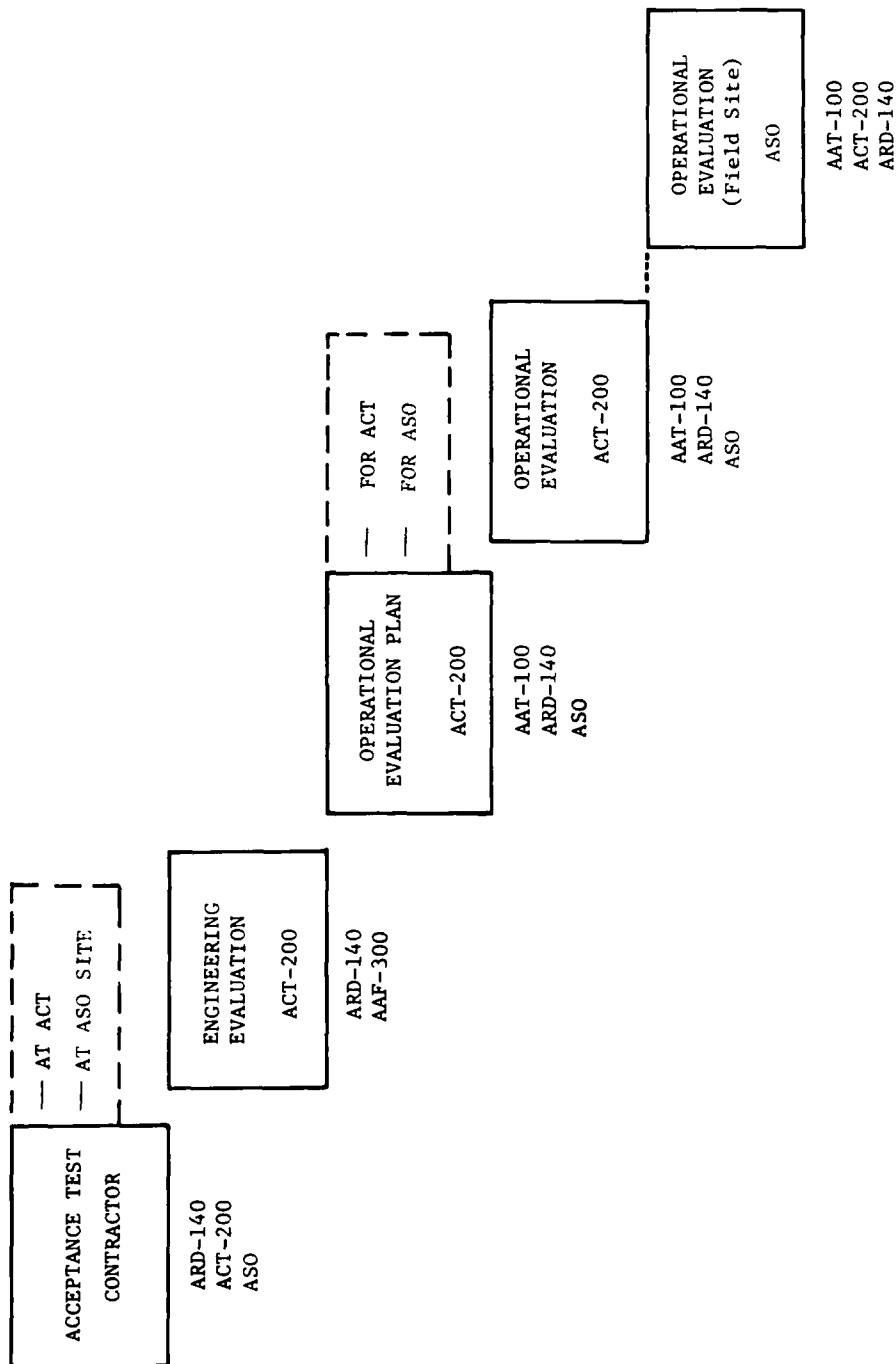 ACCEPTANCE TEST
CONTRACTOR
— AT ACT
— AT ASO SITE
ARD-140
ACT-200
ASO
ENGINEERING
EVALUATION
ACT-200
ARD-140
AAF-300
OPERATIONAL
EVALUATION PLAN
ACT-200
— FOR ACT
— FOR ASO
AAT-100
ARD-140
ASO
OPERATIONAL
EVALUATION
ACT-200
AAT-100
ARD-140
ASO
OPERATIONAL
EVALUATION
(Field Site)
ASO
AAT-100
ACT-200
ARD-140